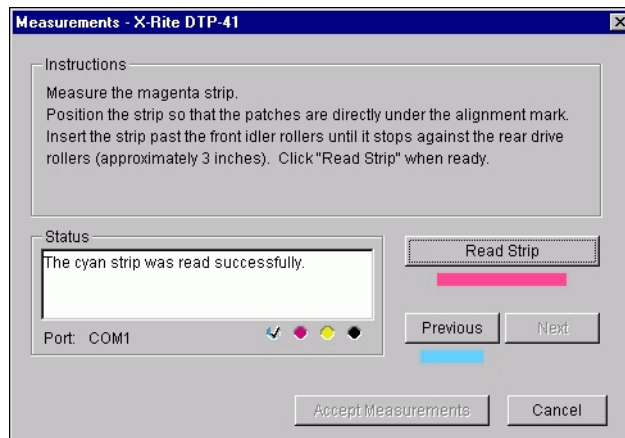 Measurements - X-Rite DTP-41
Instructions
Measure the magenta strip.
Position the strip so that the patches are directly under the alignment mark.
Insert the strip past the front idler rollers until it stops against the rear drive
rollers (approximately 3 inches). Click "Read Strip" when ready.
Status
The cyan strip was read successfully.
Read Strip
Port: COM1
Previous
Next
Accept Measurements
Cancel